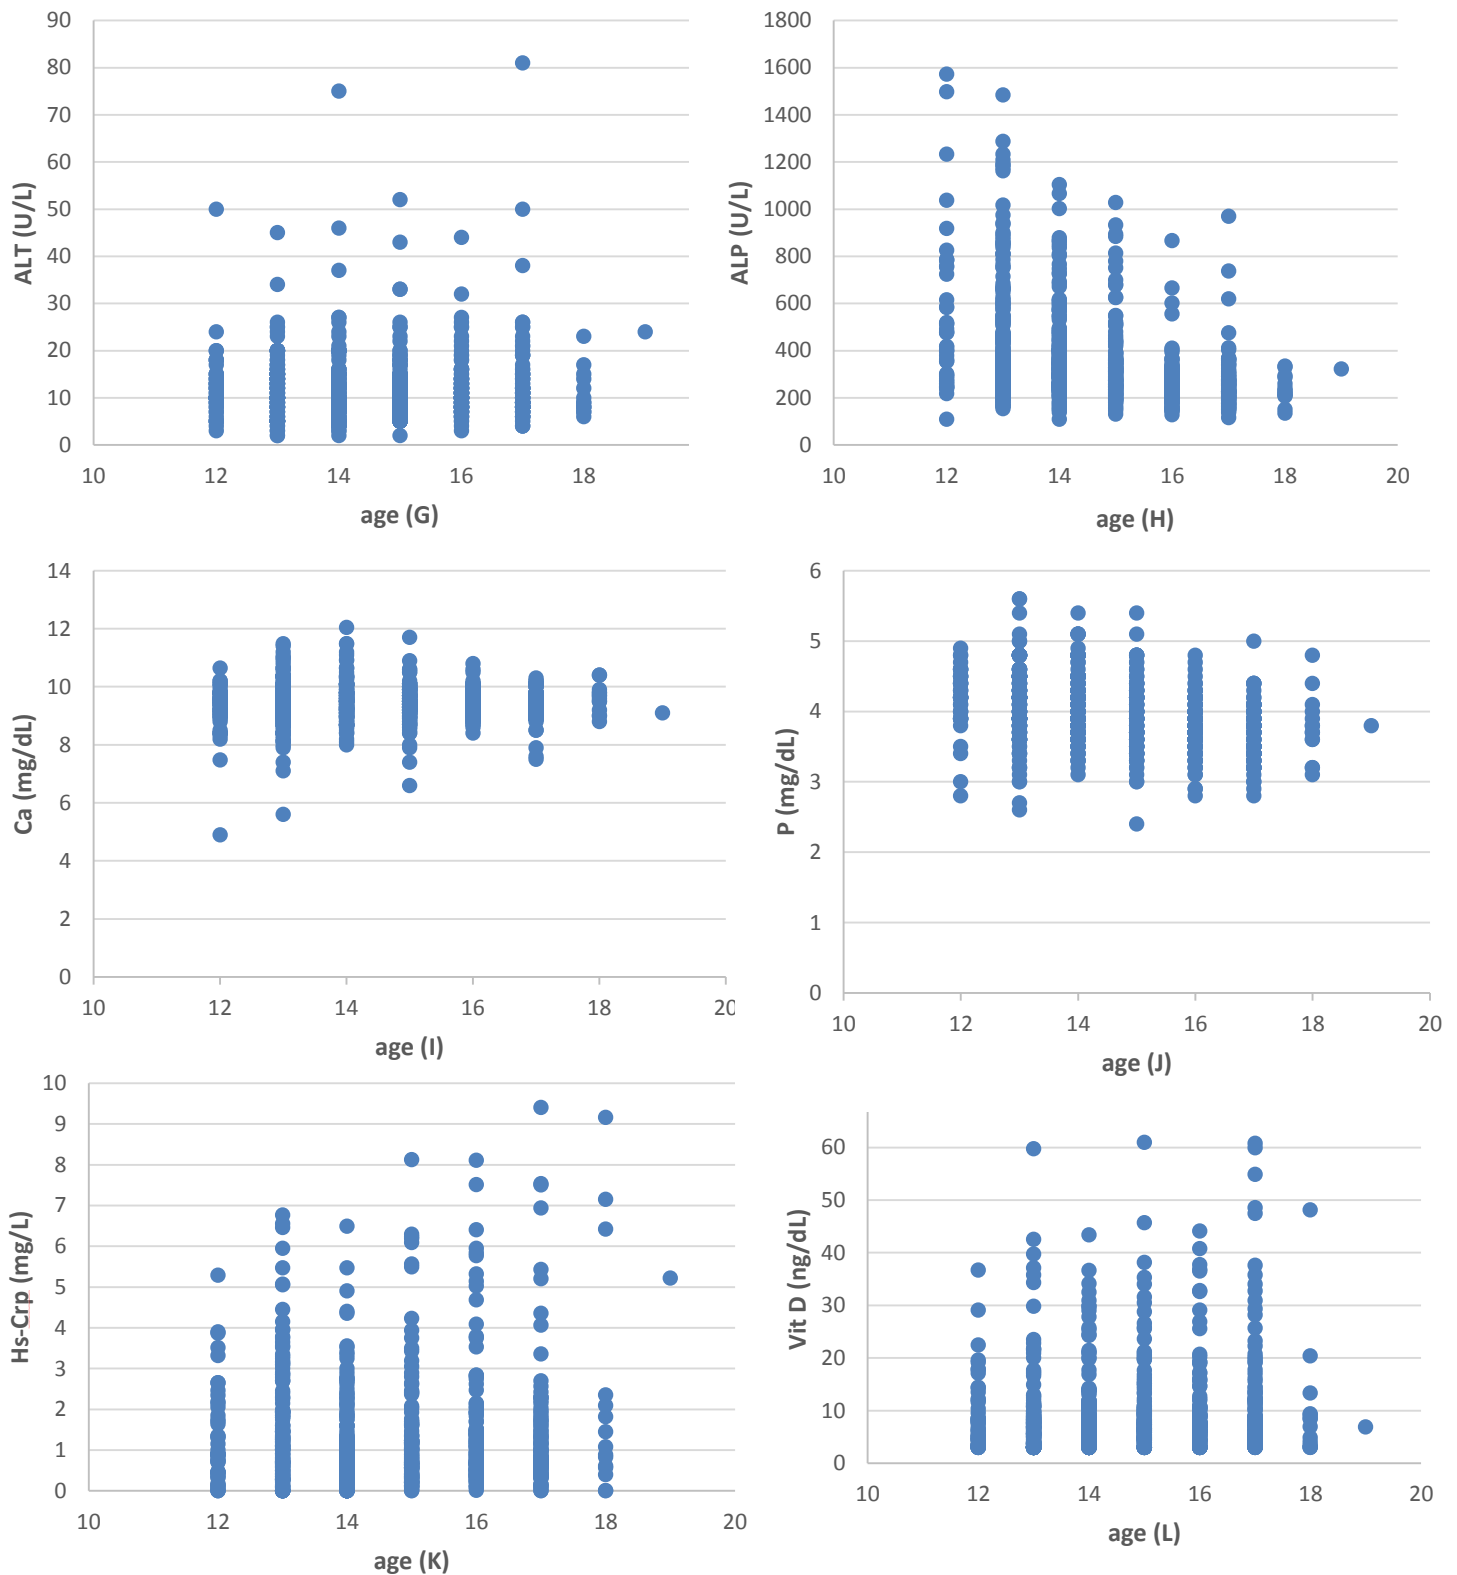 90
80
70
60
50
40
30
20
10
0
ALT (U/L)
10 12 14 16 18
age (G)
1800
1600
1400
1200
1000
800
600
400
200
0
ALP (U/L)
10 12 14 16 18 20
age (H)
14
12
10
8
6
4
2
0
Ca (mg/dL)
10 12 14 16 18 20
age (I)
6
5
4
3
2
1
0
P (mg/dL)
10 12 14 16 18 20
age (J)
10
9
8
7
6
5
4
3
2
1
0
Hs-Crp (mg/L)
10 12 14 16 18 20
age (K)
60
50
40
30
20
10
0
Vit D (ng/dL)
10 12 14 16 18 20
age (L)